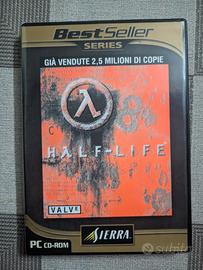 BestSeller
SERIES
GIÀ VENDUTE 2,5 MILIONI DI COPIE
λ
HALF-LIFE
VALVE
PC CD-ROM
SIERRA
subito